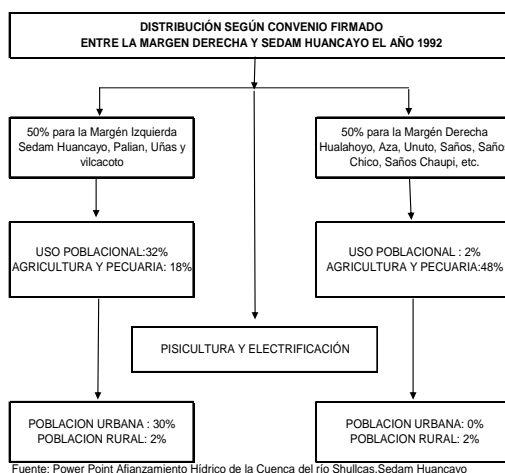 DISTRIBUCIÓN SEGÚN CONVENIO FIRMADO
ENTRE LA MARGEN DERECHA Y SEDAM HUANCAYO EL AÑO 1992
50% para la Margén Izquierda
Sedam Huancayo, Palian, Uñas y
vilcacoto
50% para la Margén Derecha
Hualahoyo, Aza, Unuto, Saños, Saños
Chico, Saños Chaupi, etc.
USO POBLACIONAL:32%
AGRICULTURA Y PECUARIA: 18%
USO POBLACIONAL : 2%
AGRICULTURA Y PECUARIA:48%
PISICULTURA Y ELECTRIFICACIÓN
POBLACION URBANA : 30%
POBLACION RURAL: 2%
POBLACION URBANA: 0%
POBLACION RURAL: 2%
Fuente: Power Point Afianzamiento Hídrico de la Cuenca del río Shullcas.Sedam Huancayo